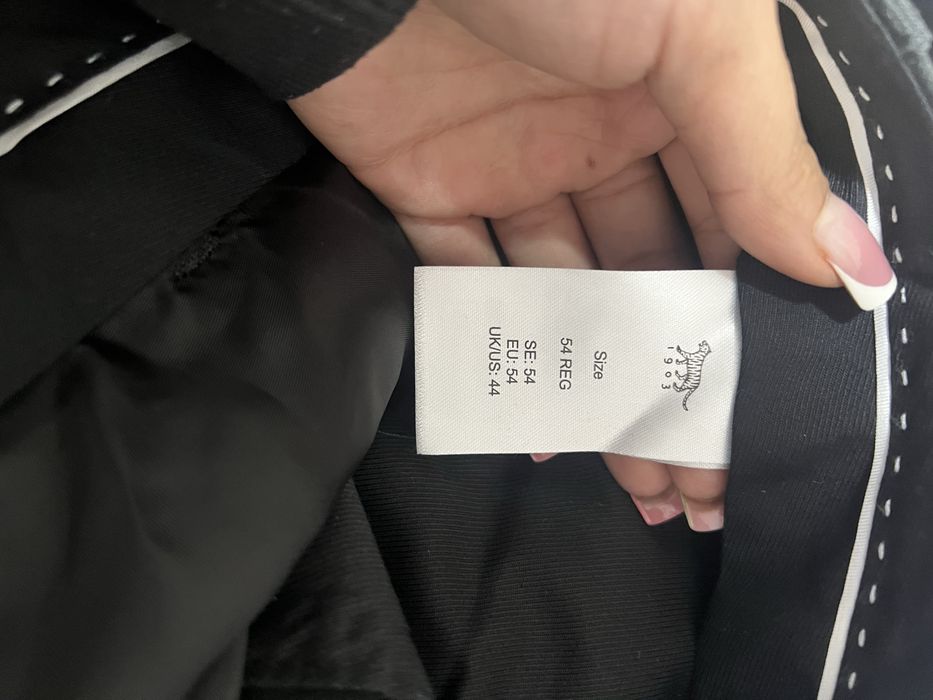 1903
Size
54 REG
SE: 54
EU: 54
UK/US: 44